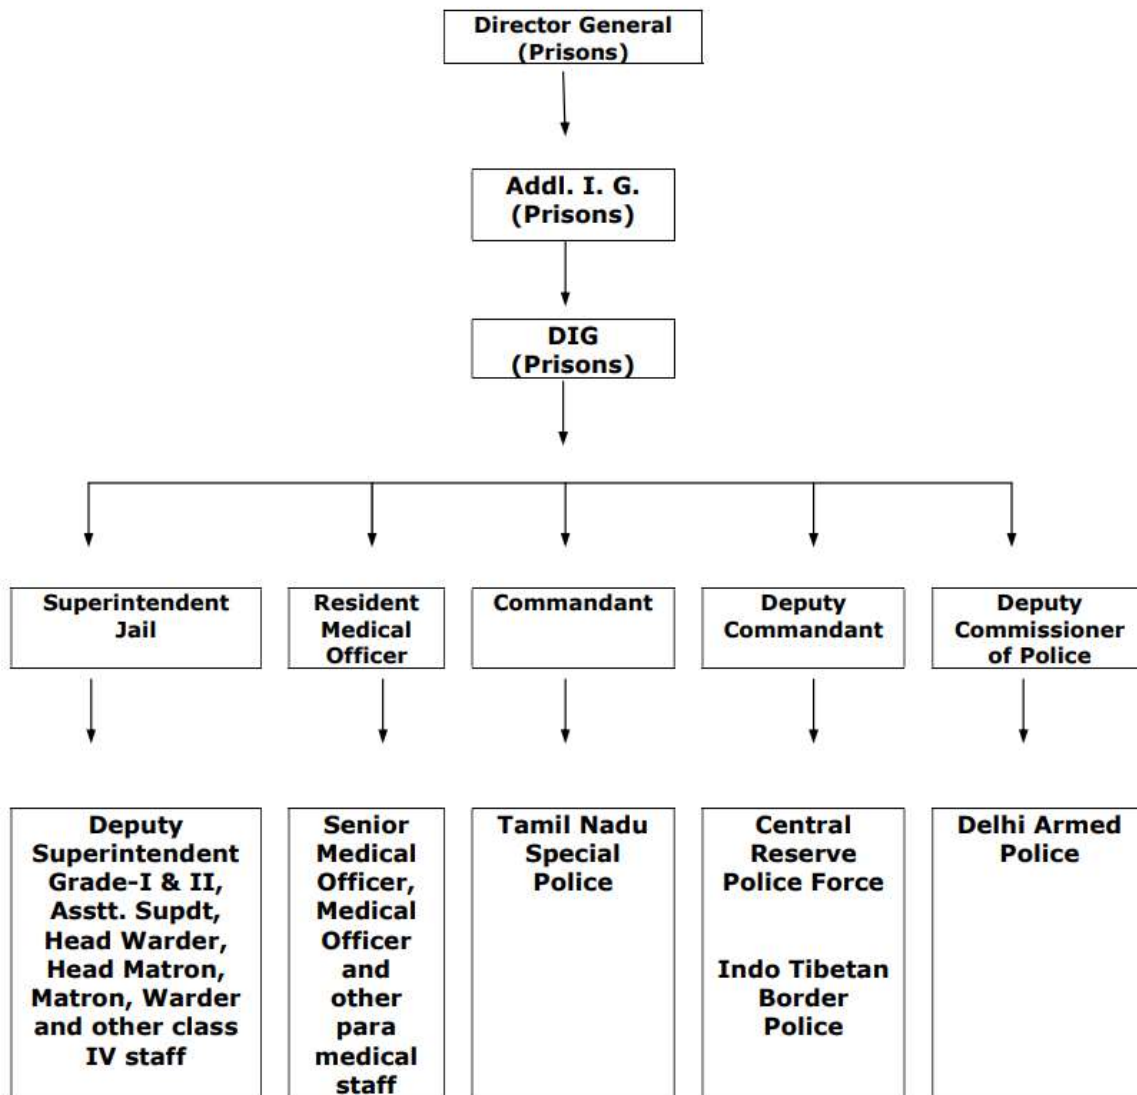 Director General
(Prisons)
Addl. I. G.
(Prisons)
DIG
(Prisons)
Superintendent
Jail
Resident
Medical
Officer
Commandant
Deputy
Commandant
Deputy
Commissioner
of Police
Deputy
Superintendent
Grade-I & II,
Asstt. Supdt,
Head Warder,
Head Matron,
Matron, Warder
and other class
IV staff
Senior
Medical
Officer,
Medical
Officer
and
other
para
medical
staff
Tamil Nadu
Special
Police
Central
Reserve
Police Force
Indo Tibetan
Border
Police
Delhi Armed
Police